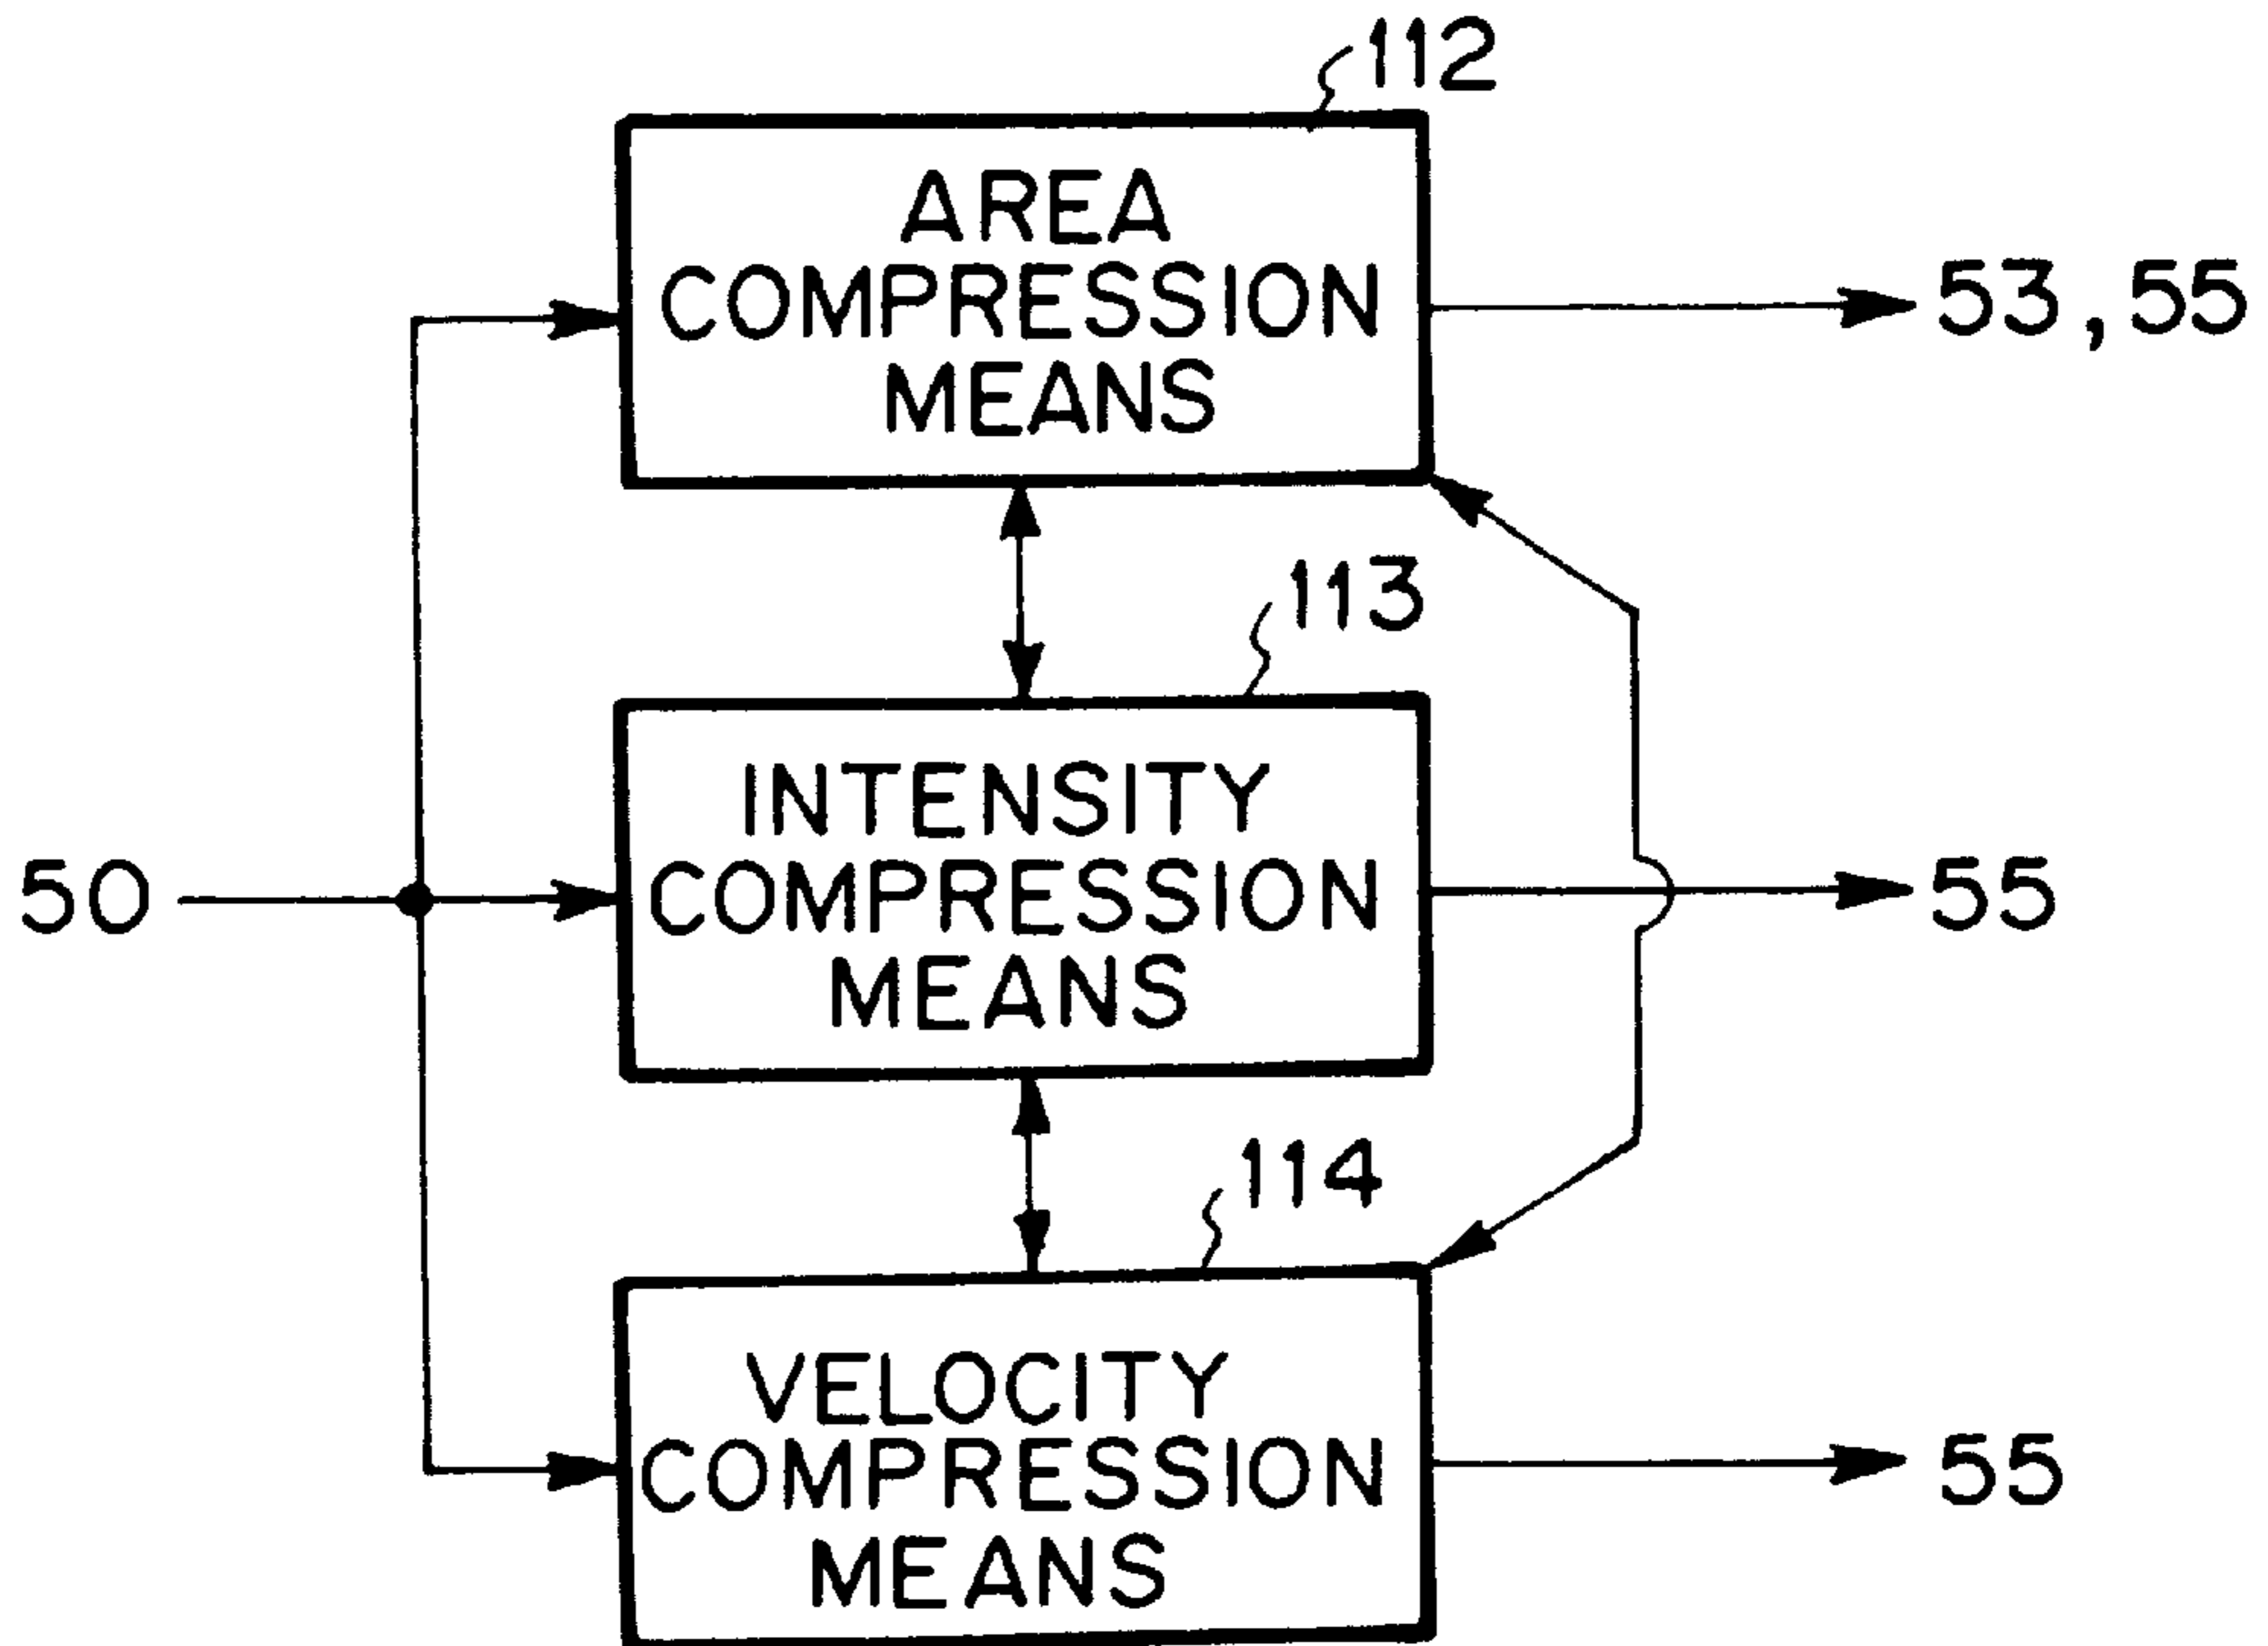 112
AREA
COMPRESSION
MEANS
53,55
113
INTENSITY
COMPRESSION
MEANS
50
55
114
VELOCITY
COMPRESSION
MEANS
55